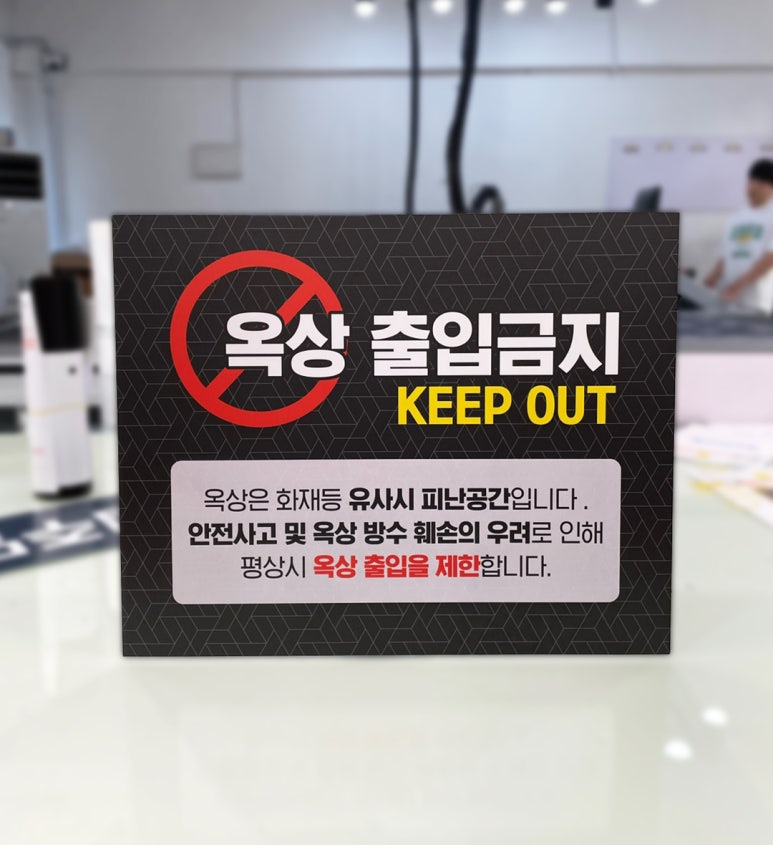 옥상 출입금지
KEEP OUT
옥상은 화재등 유사시 피난공간입니다 .
안전사고 및 옥상 방수 훼손의 우려로 인해
평상시 옥상 출입을 제한합니다.